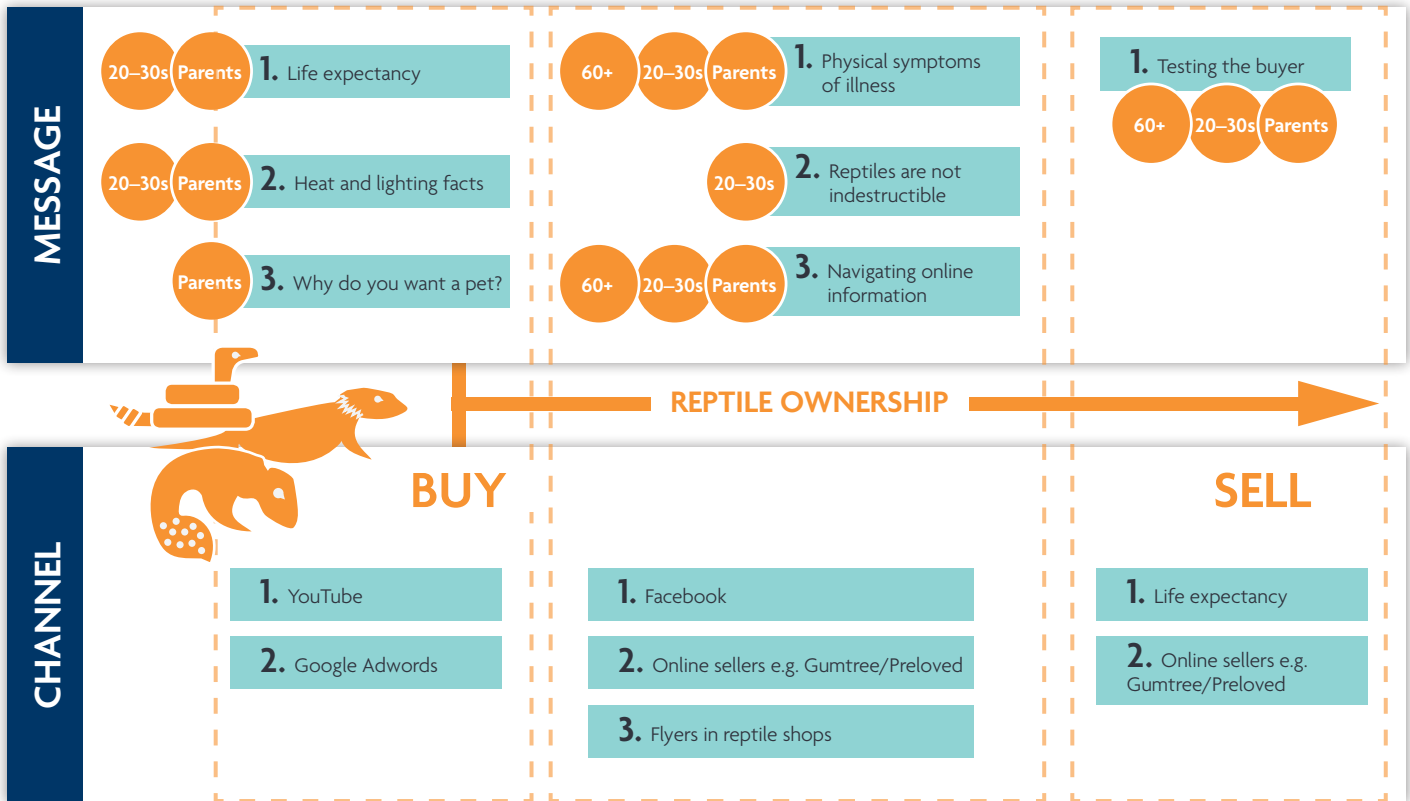 MESSAGE
20–30s Parents 1. Life expectancy
20–30s Parents 2. Heat and lighting facts
Parents 3. Why do you want a pet?
60+ 20–30s Parents 1. Physical symptoms
of illness
20–30s 2. Reptiles are not
indestructible
60+ 20–30s Parents 3. Navigating online
information
1. Testing the buyer
60+ 20–30s Parents
REPTILE OWNERSHIP
CHANNEL
BUY
1. YouTube
2. Google Adwords
1. Facebook
2. Online sellers e.g. Gumtree/Preloved
3. Flyers in reptile shops
SELL
1. Life expectancy
2. Online sellers e.g.
Gumtree/Preloved